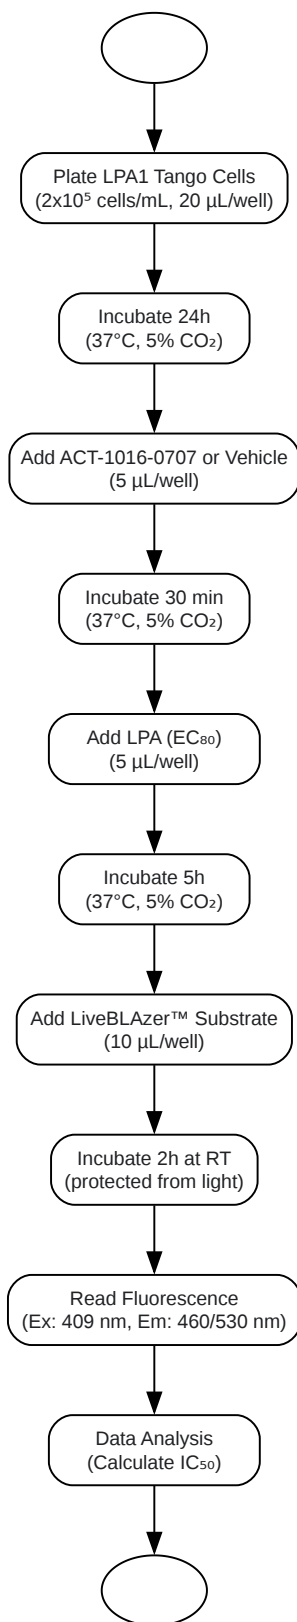 Plate LPA1 Tango Cells
(2x10⁵ cells/mL, 20 µL/well)
Incubate 24h
(37°C, 5% CO₂)
Add ACT-1016-0707 or Vehicle
(5 µL/well)
Incubate 30 min
(37°C, 5% CO₂)
Add LPA (EC₈₀)
(5 µL/well)
Incubate 5h
(37°C, 5% CO₂)
Add LiveBLAzer™ Substrate
(10 µL/well)
Incubate 2h at RT
(protected from light)
Read Fluorescence
(Ex: 409 nm, Em: 460/530 nm)
Data Analysis
(Calculate IC₅₀)